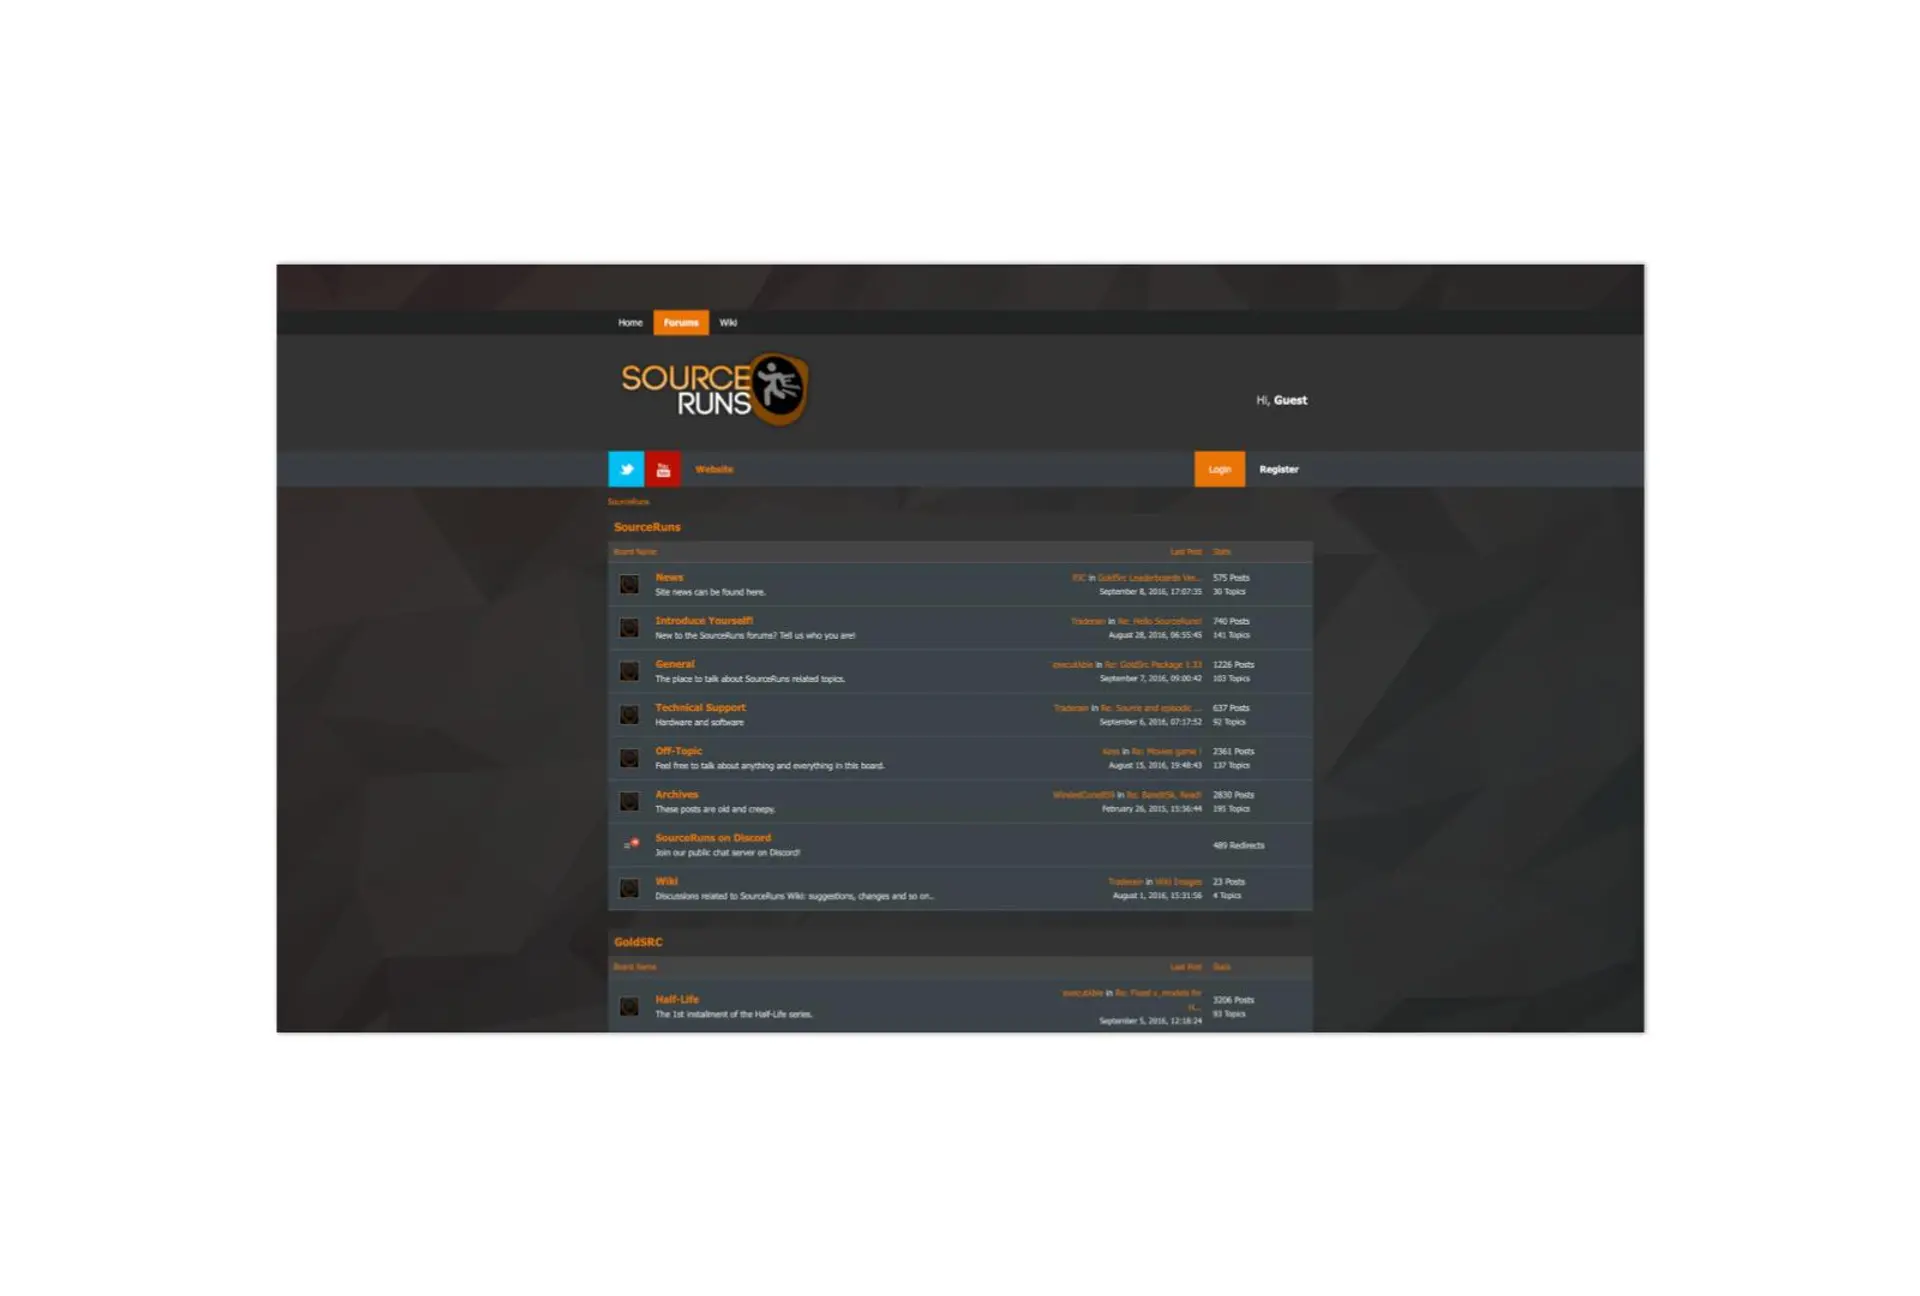 Home Forums Wiki
SOURCE
RUNS
Hi, Guest
You
Website
Login Register
SourceRuns
SourceRuns
Board Name Last Post Stats
News
Site news can be found here.
in GoldSrc Leaderboards Ver...
September 8, 2016, 17:07:35
575 Posts
30 Topics
Introduce Yourself!
New to the SourceRuns forums? Tell us who you are!
Traderain in Re: Hello SourceRuns!
August 28, 2016, 06:55:45
740 Posts
141 Topics
General
The place to talk about SourceRuns related topics.
executAble in Re: GoldSrc Package 1.33
September 7, 2016, 09:00:42
1226 Posts
103 Topics
Technical Support
Hardware and software
Traderain in Re: Source and episodic ...
September 6, 2016, 07:17:52
637 Posts
92 Topics
Off-Topic
Feel free to talk about anything and everything in this board.
in Re: Movies game !
August 15, 2016, 19:48:43
2361 Posts
137 Topics
Archives
These posts are old and creepy.
in Re:
February 26, 2015, 15:56:44
2830 Posts
195 Topics
SourceRuns on Discord
Join our public chat server on Discord!
489 Redirects
Wiki
Discussions related to SourceRuns Wiki: suggestions, changes and so on..
Traderain in Wiki Images
August 1, 2016, 15:31:56
23 Posts
4 Topics
GoldSRC
Board Name Last Post Stats
Half-Life
The 1st installment of the Half-Life series.
executAble in Re: Fixed v_models for
H...
September 5, 2016, 12:18:24
3206 Posts
93 Topics